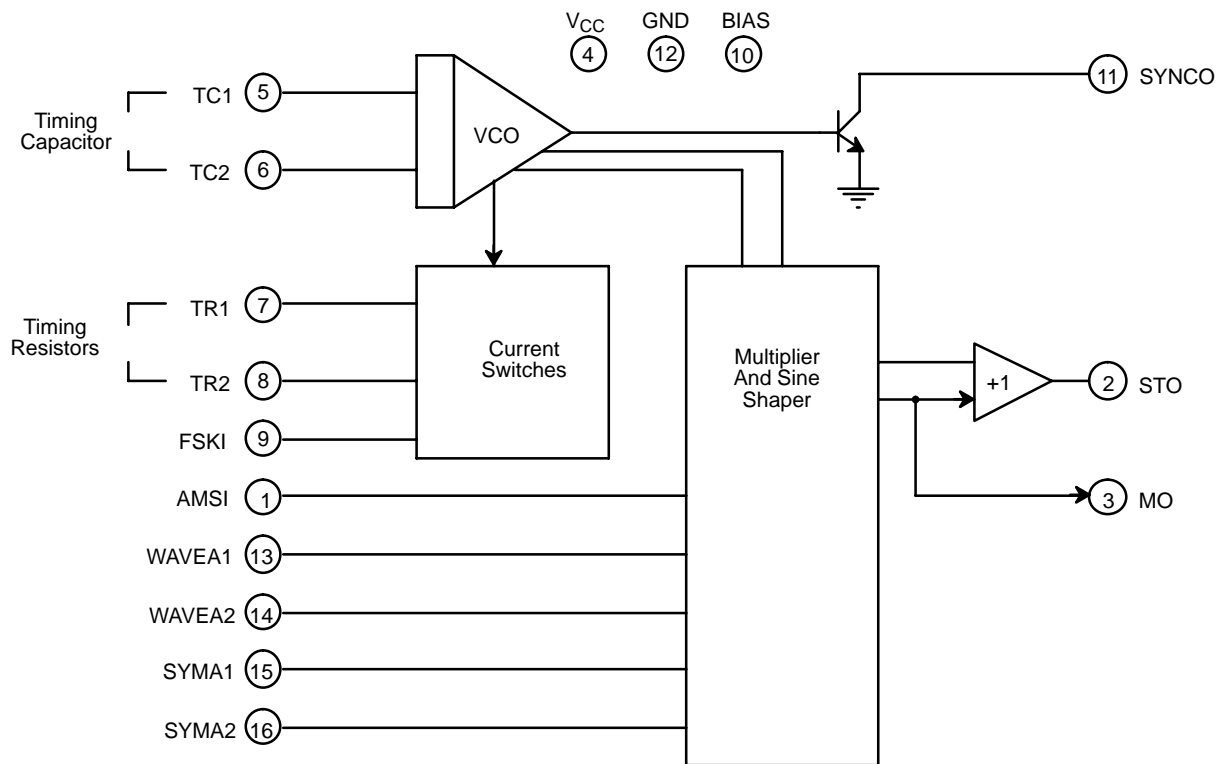 VCC GND BIAS
4 12 10
TC1 5
Timing
Capacitor
TC2 6
VCO
11 SYNCO
TR1 7
Timing
Resistors
TR2 8
FSKI 9
Current
Switches
Multiplier
And Sine
Shaper
+1
2 STO
3 MO
AMSI 1
WAVEA1 13
WAVEA2 14
SYMA1 15
SYMA2 16